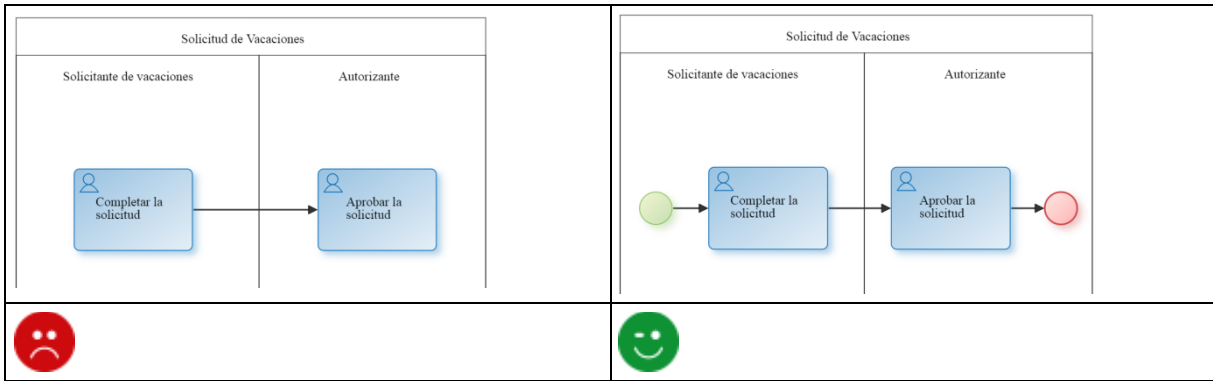 Solicitud de Vacaciones
Solicitante de vacaciones
Autorizante
Completar la
solicitud
Aprobar la
solicitud
Solicitud de Vacaciones
Solicitante de vacaciones
Autorizante
Completar la
solicitud
Aprobar la
solicitud